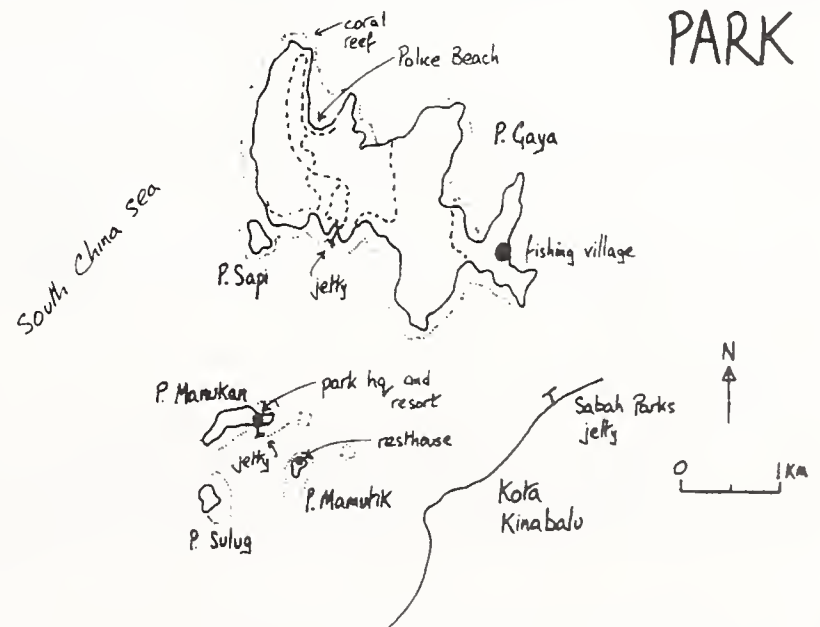 PARK
coral
reef
Police Beach
P. Gaya
South China sea
fishing village
P. Sapi
jetty
N
P. Manukan
park hq and
resort
Sabah Parks
jetty
resthouse
jetty
0 1 Km
P. Mamutik
Kota
Kinabalu
P. Sulug